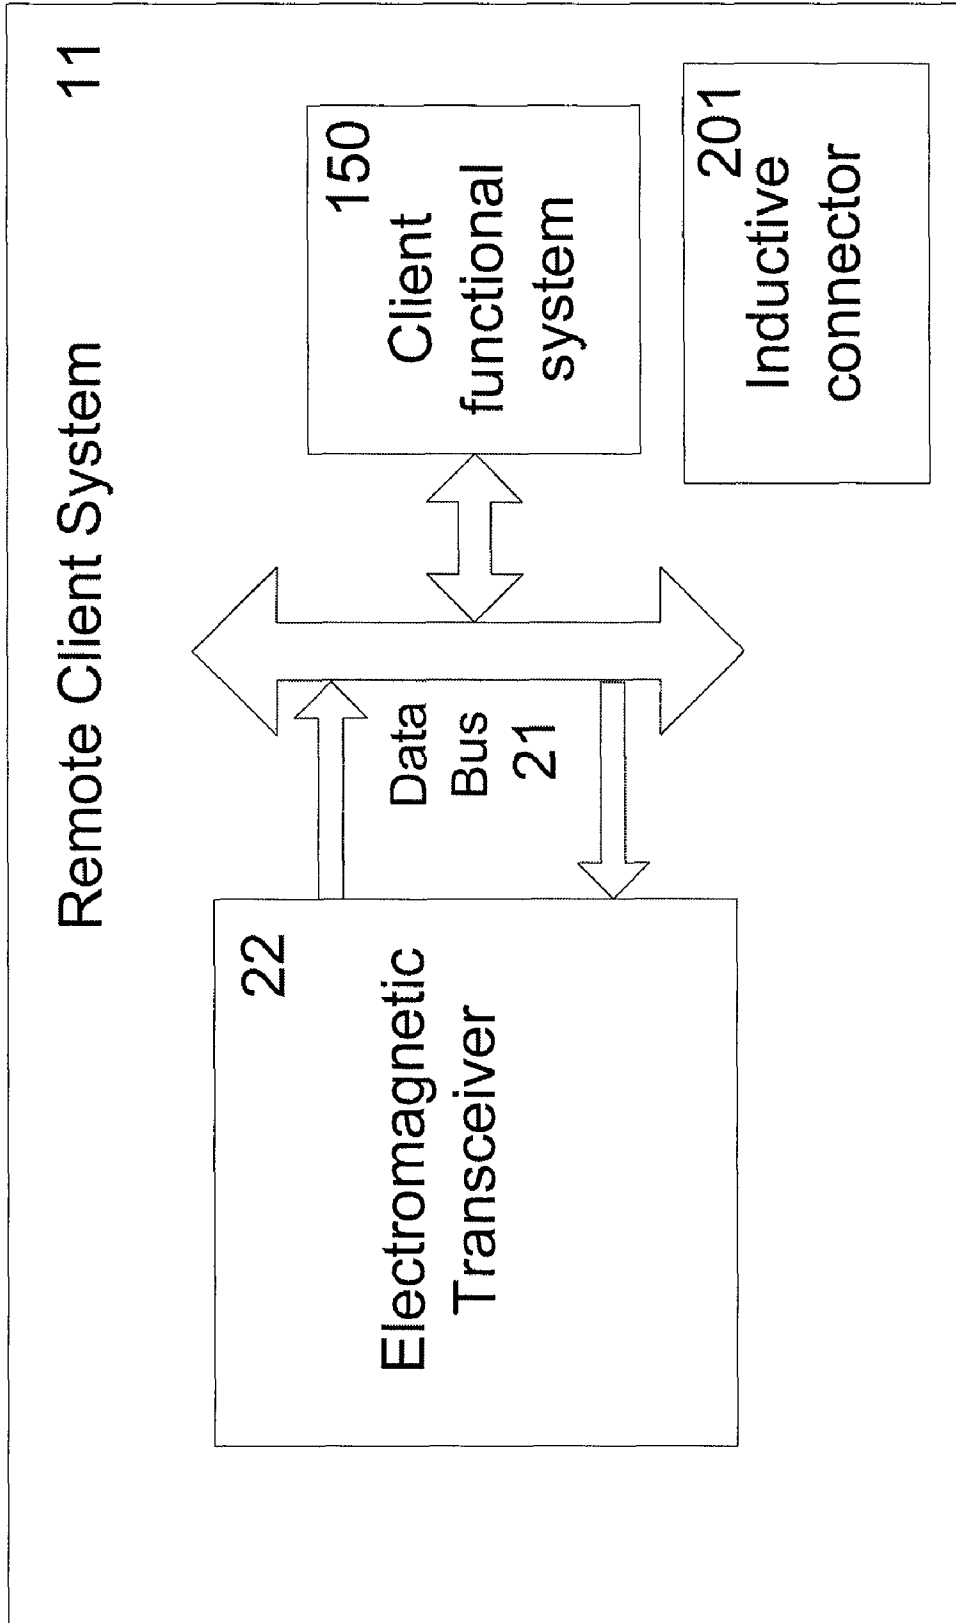 Remote Client System 11
22
Electromagnetic
Transceiver
Data
Bus
21
150
Client
functional
system
201
Inductive
connector